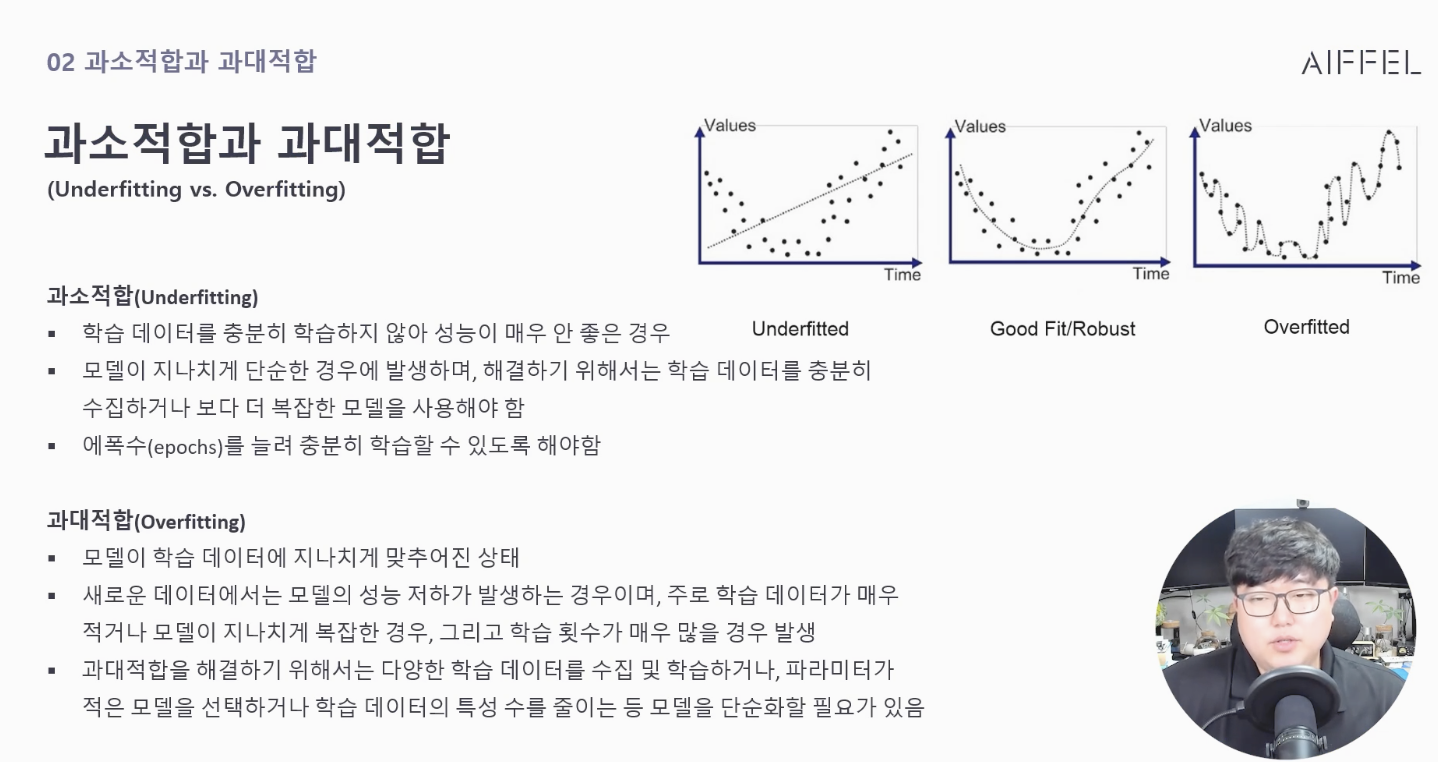 02 과소적합과 과대적합
AIFFEL
과소적합과 과대적합
(Underfitting vs. Overfitting)
Values
Time
Underfitted
Values
Time
Good Fit/Robust
Values
Time
Overfitted
과소적합(Underfitting)
▪ 학습 데이터를 충분히 학습하지 않아 성능이 매우 안 좋은 경우
▪ 모델이 지나치게 단순한 경우에 발생하며, 해결하기 위해서는 학습 데이터를 충분히
수집하거나 보다 더 복잡한 모델을 사용해야 함
▪ 에폭수(epochs)를 늘려 충분히 학습할 수 있도록 해야함
과대적합(Overfitting)
▪ 모델이 학습 데이터에 지나치게 맞추어진 상태
▪ 새로운 데이터에서는 모델의 성능 저하가 발생하는 경우이며, 주로 학습 데이터가 매우
적거나 모델이 지나치게 복잡한 경우, 그리고 학습 횟수가 매우 많을 경우 발생
▪ 과대적합을 해결하기 위해서는 다양한 학습 데이터를 수집 및 학습하거나, 파라미터가
적은 모델을 선택하거나 학습 데이터의 특성 수를 줄이는 등 모델을 단순화할 필요가 있음